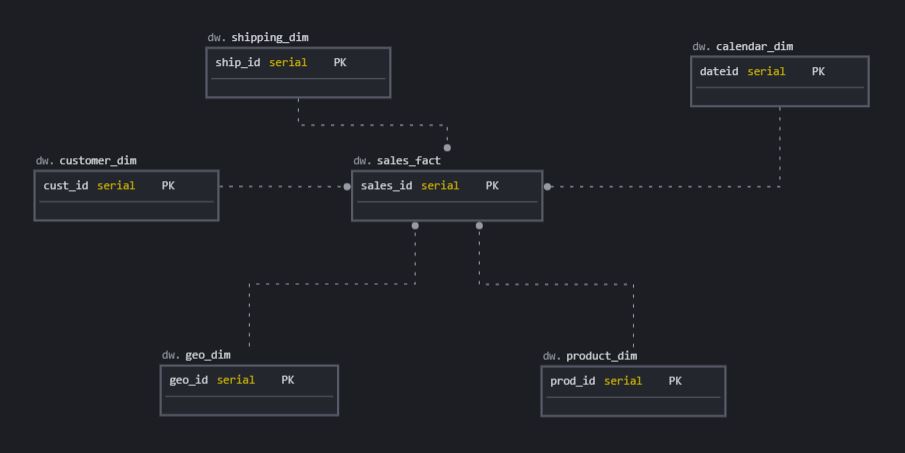 dw. shipping_dim
ship_id serial PK
dw. calendar_dim
dateid serial PK
dw. customer_dim
cust_id serial PK
dw. sales_fact
sales_id serial PK
dw. geo_dim
geo_id serial PK
dw. product_dim
prod_id serial PK